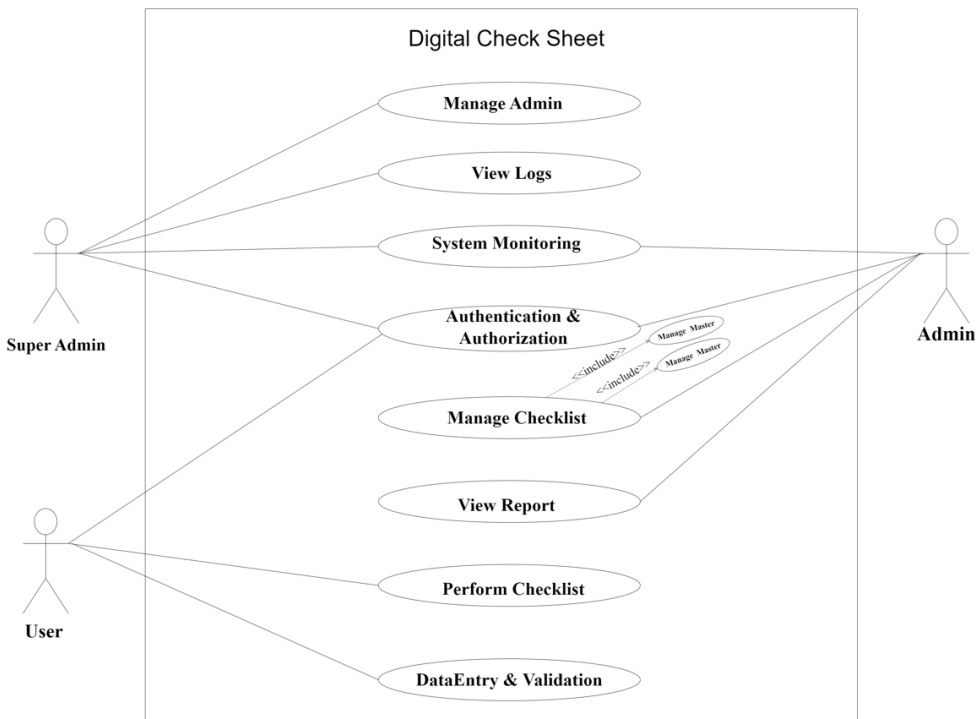 Digital Check Sheet
Manage Admin
View Logs
System Monitoring
Authentication &
Authorization
Manage Master
<<include>>
Manage Master
<<include>>
Manage Checklist
View Report
Perform Checklist
DataEntry & Validation
Super Admin
User
Admin